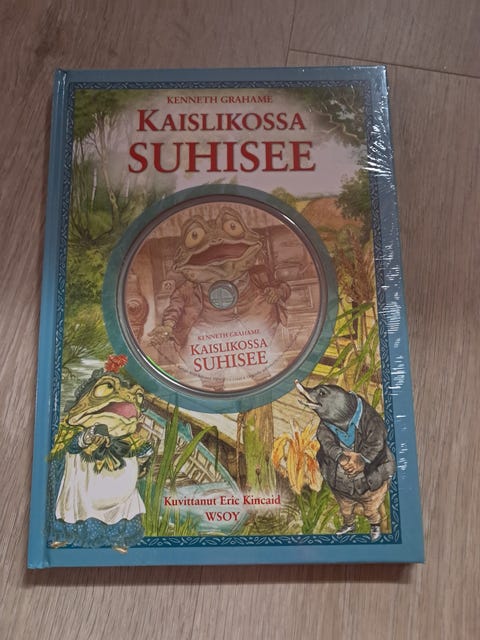 KENNETH GRAHAME
KAISLIKOSSA
SUHISEE
KENNETH GRAHAME
KAISLIKOSSA
SUHISEE
Kuvittanut Eric Kincaid
WSOY